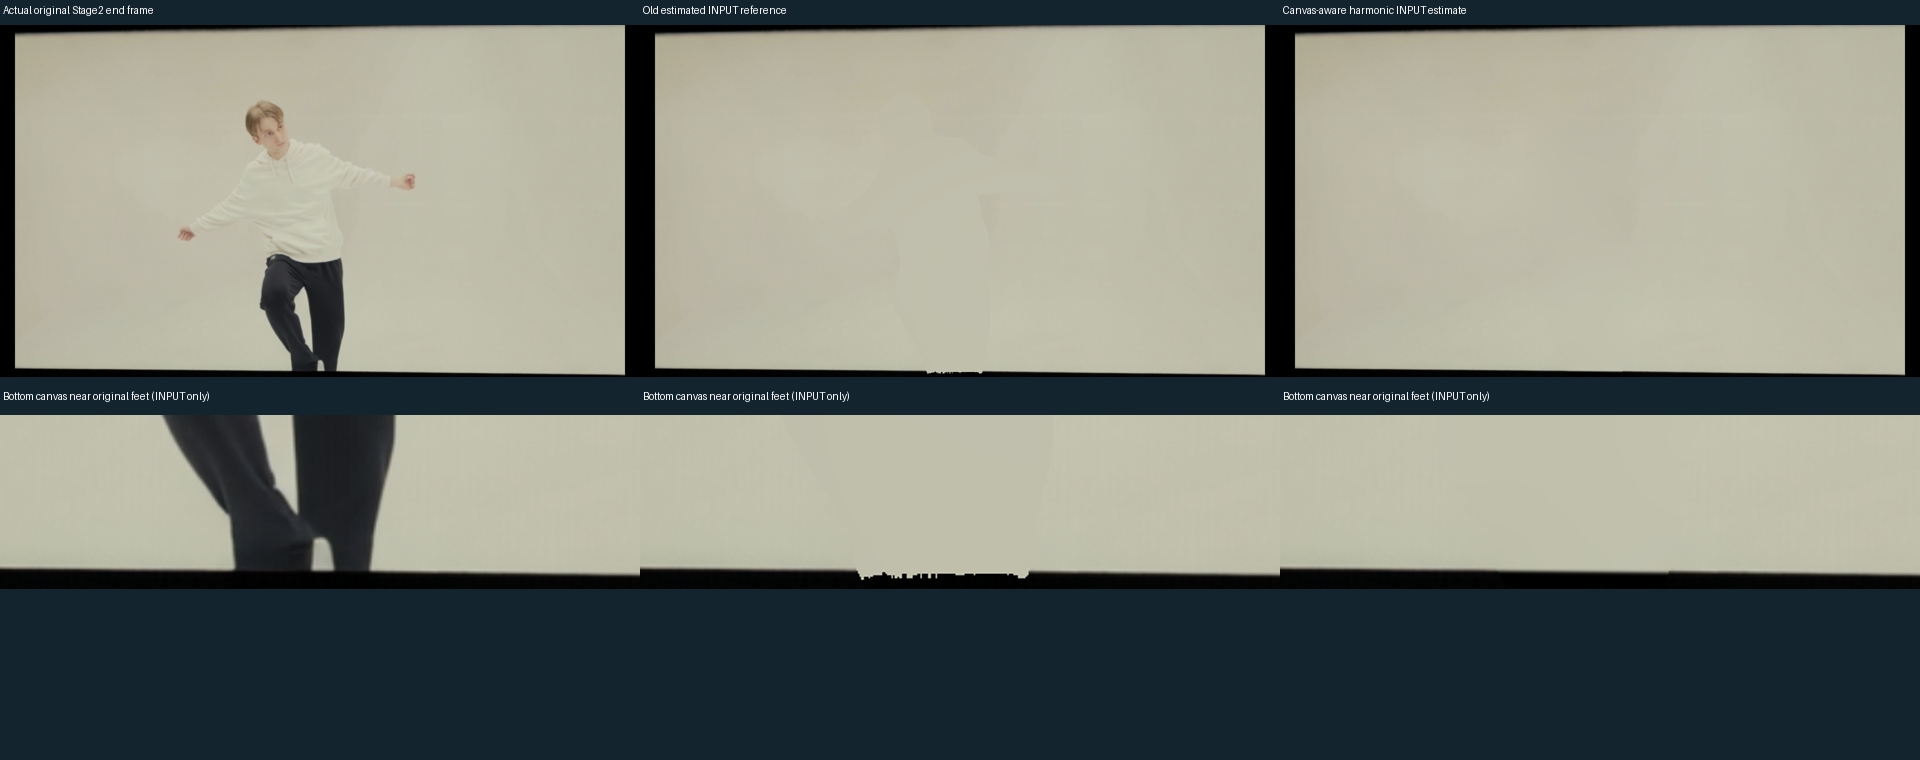 Actual original Stage2 end frame
Old estimated INPUT reference
Canvas-aware harmonic INPUT estimate
Bottom canvas near original feet (INPUT only)
Bottom canvas near original feet (INPUT only)
Bottom canvas near original feet (INPUT only)